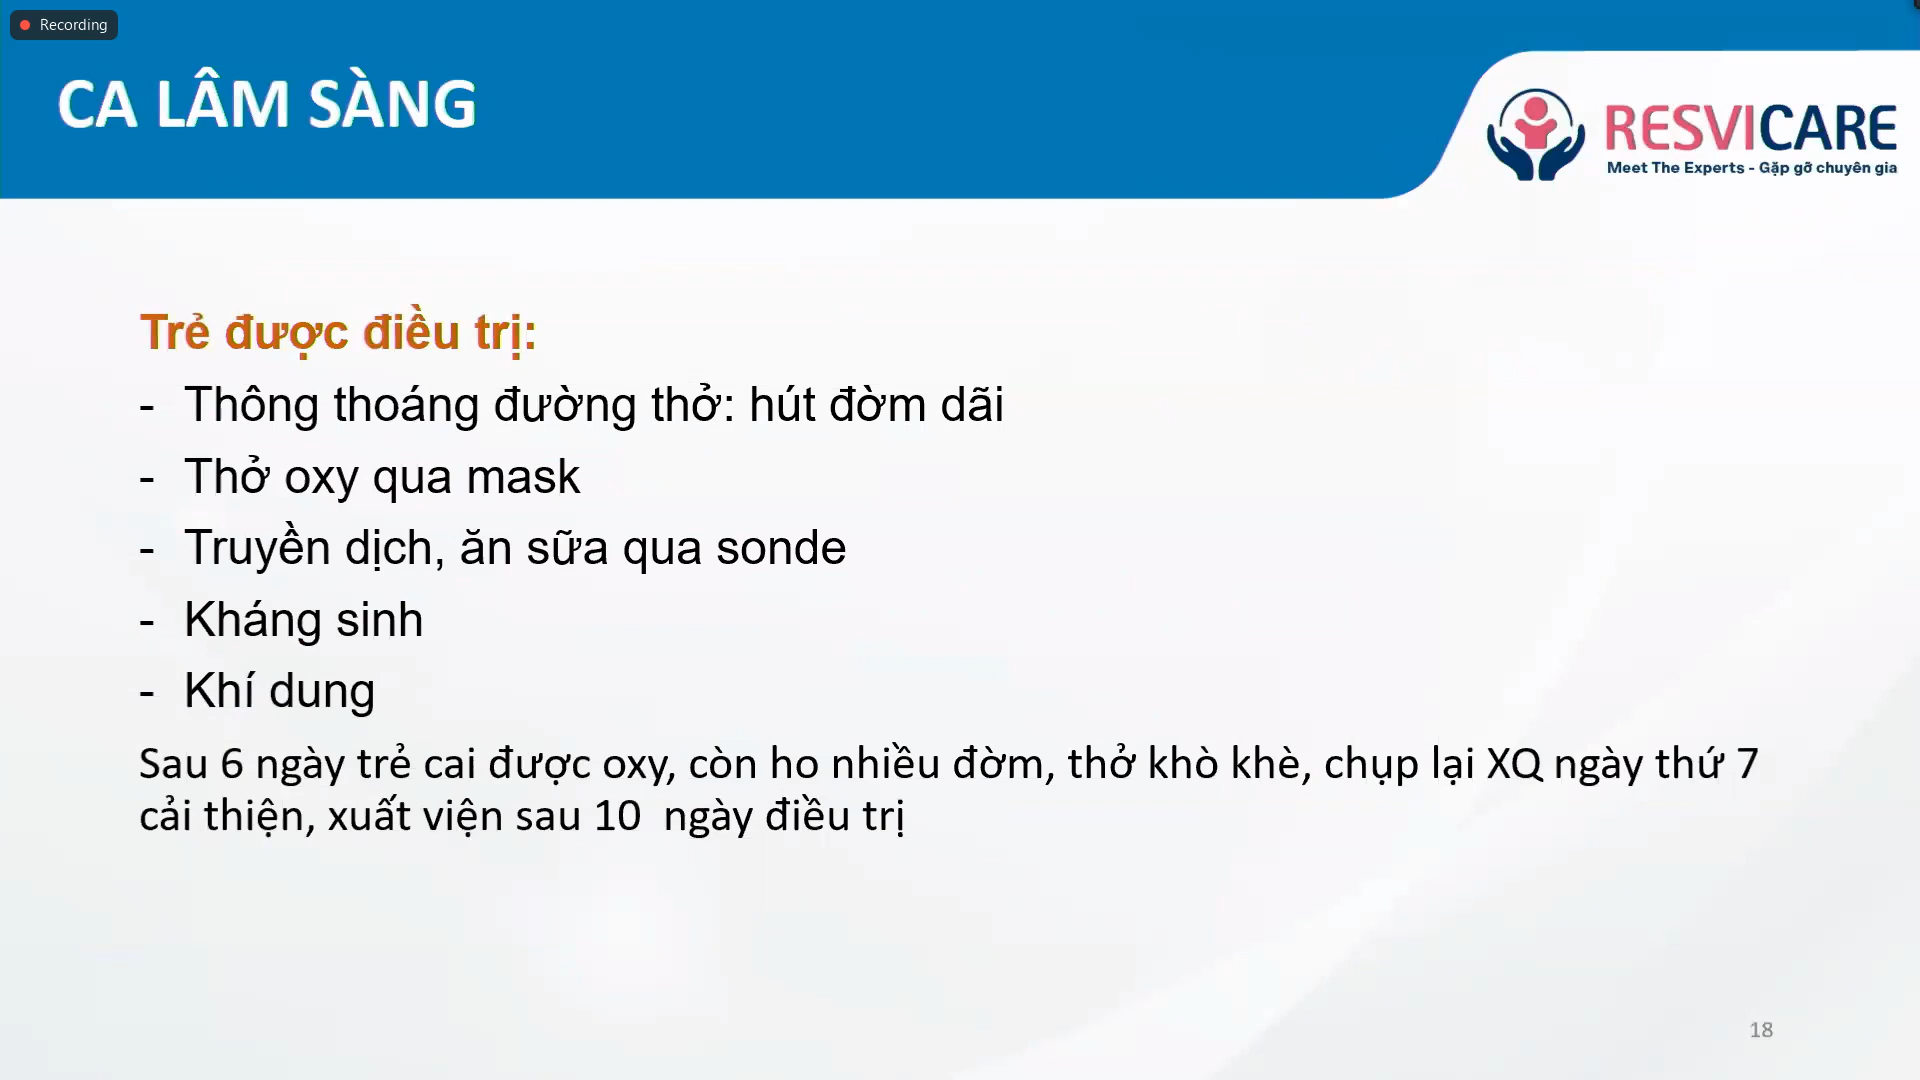 Recording
CA LÂM SÀNG
RESVICARE
Meet The Experts - Gặp gỡ chuyên gia
Trẻ được điều trị:
- Thông thoáng đường thở: hút đờm dãi
- Thở oxy qua mask
- Truyền dịch, ăn sữa qua sonde
- Kháng sinh
- Khí dung
Sau 6 ngày trẻ cai được oxy, còn ho nhiều đờm, thở khò khè, chụp lại XQ ngày thứ 7
cải thiện, xuất viện sau 10  ngày điều trị
18